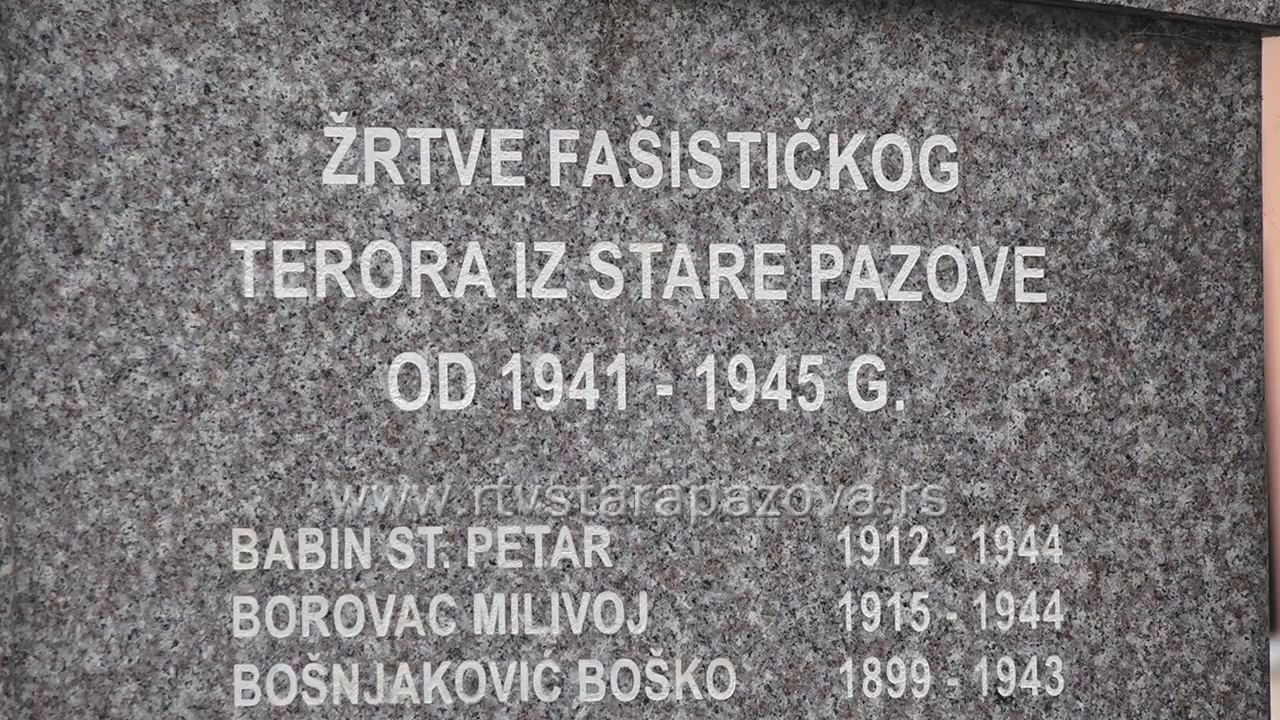 ŽRTVE FAŠISTIČKOG
TERORA IZ STARE PAZOVE
OD 1941 - 1945 G.
www.rtvstarapazova.rs
BABIN ST. PETAR 1912 - 1944
BOROVAC MILIVOJ 1915 - 1944
BOŠNJAKOVIĆ BOŠKO 1899 - 1943